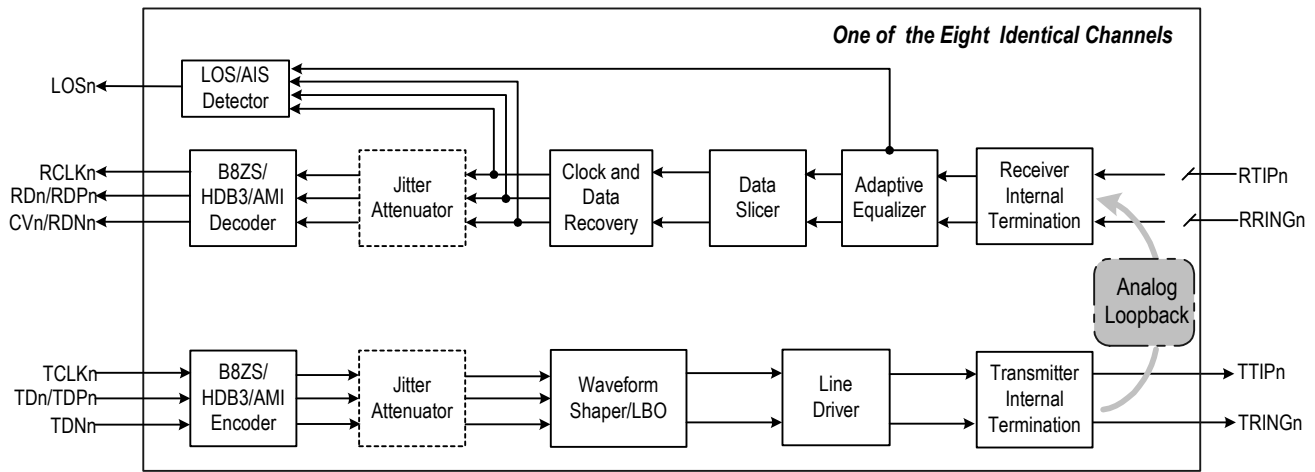 One of the Eight Identical Channels
LOSn
LOS/AIS
Detector
RCLKn
RDn/RDPn
CVn/RDNn
B8ZS/
HDB3/AMI
Decoder
Jitter
Attenuator
Clock and
Data
Recovery
Data
Slicer
Adaptive
Equalizer
Receiver
Internal
Termination
RTIPn
RRINGn
Analog
Loopback
TCLKn
TDn/TDPn
TDNn
B8ZS/
HDB3/AMI
Encoder
Jitter
Attenuator
Waveform
Shaper/LBO
Line
Driver
Transmitter
Internal
Termination
TTIPn
TRINGn